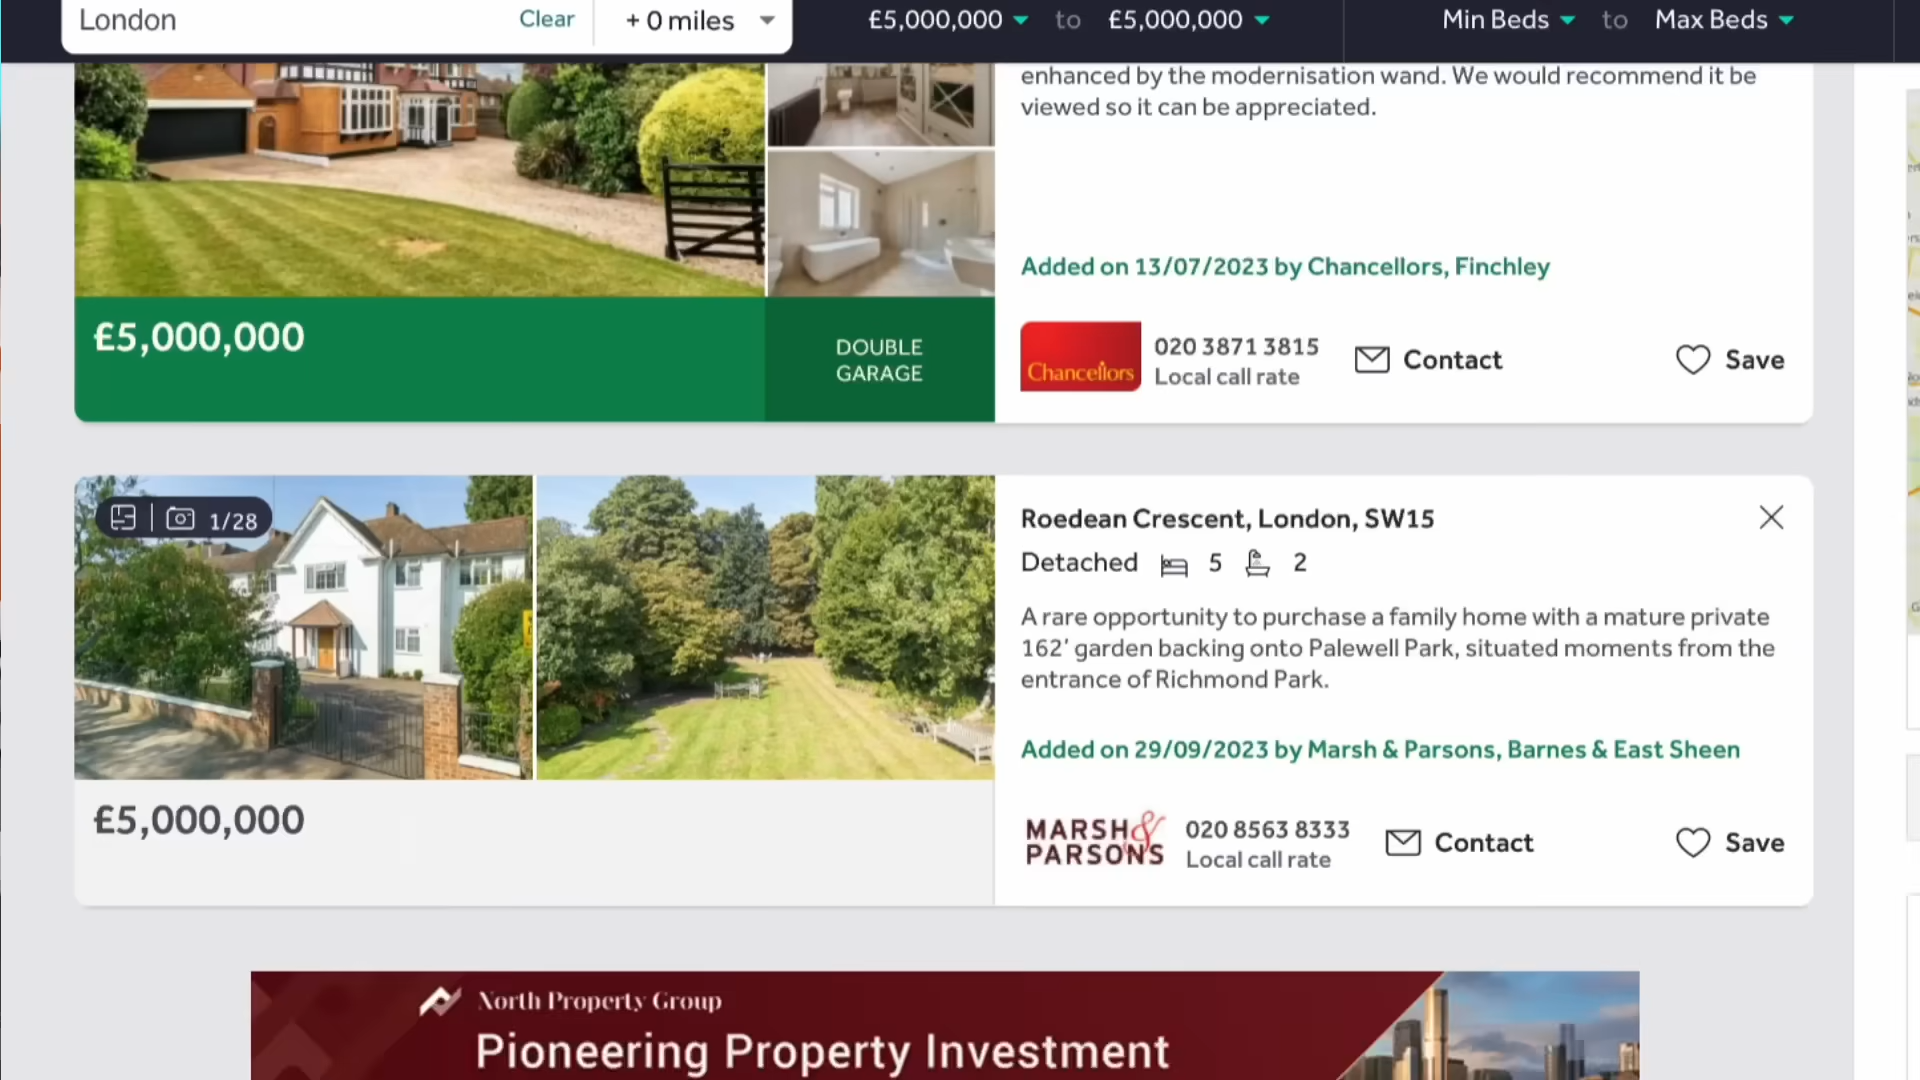 London
Clear
+ 0 miles
£5,000,000 to £5,000,000
Min Beds to Max Beds
enhanced by the modernisation wand. We would recommend it be
viewed so it can be appreciated.
Added on 13/07/2023 by Chancellors, Finchley
£5,000,000
DOUBLE
GARAGE
Chancellors
020 3871 3815
Local call rate
Contact
Save
1/28
Roedean Crescent, London, SW15
Detached 5 2
A rare opportunity to purchase a family home with a mature private
162’ garden backing onto Palewell Park, situated moments from the
entrance of Richmond Park.
Added on 29/09/2023 by Marsh & Parsons, Barnes & East Sheen
£5,000,000
MARSH &
PARSONS
020 8563 8333
Local call rate
Contact
Save
North Property Group
Pioneering Property Investment